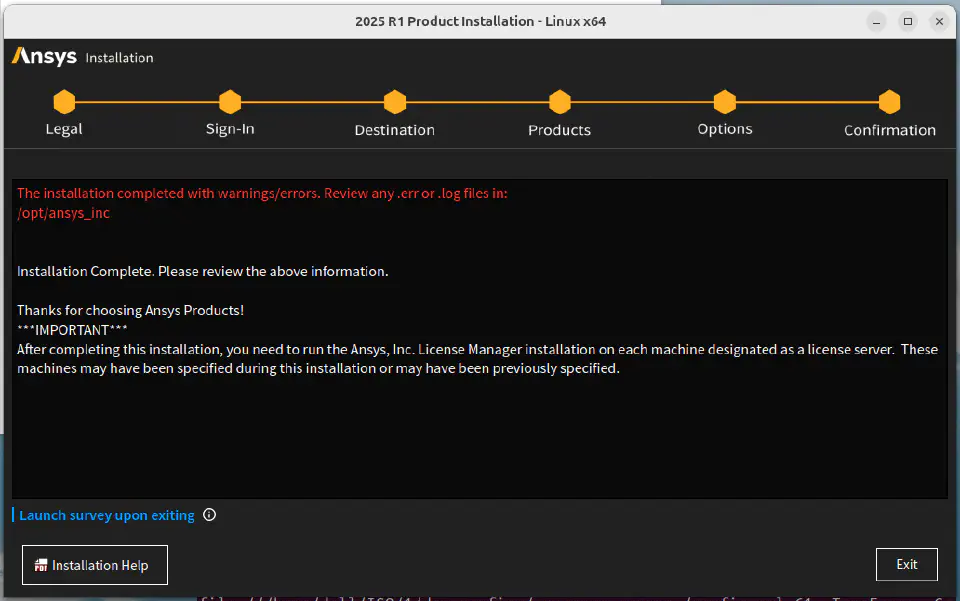 2025 R1 Product Installation - Linux x64
Ansys Installation
Legal
Sign-In
Destination
Products
Options
Confirmation
The installation completed with warnings/errors. Review any .err or .log files in:
/opt/ansys_inc
Installation Complete. Please review the above information.
Thanks for choosing Ansys Products!
***IMPORTANT***
After completing this installation, you need to run the Ansys, Inc. License Manager installation on each machine designated as a license server. These
machines may have been specified during this installation or may have been previously specified.
Launch survey upon exiting
Installation Help
Exit